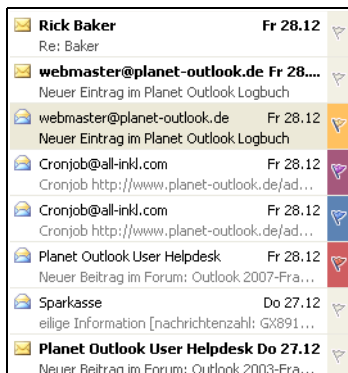 Rick Baker Fr 28.12
Re: Baker
webmaster@planet-outlook.de Fr 28....
Neuer Eintrag im Planet Outlook Logbuch
webmaster@planet-outlook.de Fr 28.12
Neuer Eintrag im Planet Outlook Logbuch
Cronjob@all-inkl.com Fr 28.12
Cronjob http://www.planet-outlook.de/ad...
Cronjob@all-inkl.com Fr 28.12
Cronjob http://www.planet-outlook.de/ad...
Planet Outlook User Helpdesk Fr 28.12
Neuer Beitrag im Forum: Outlook 2007-Fra...
Sparkasse Do 27.12
eilige Information [nachrichtenzahl: GX891...
Planet Outlook User Helpdesk Do 27.12
Neuer Beitrag im Forum: Outlook 2003-Fra...